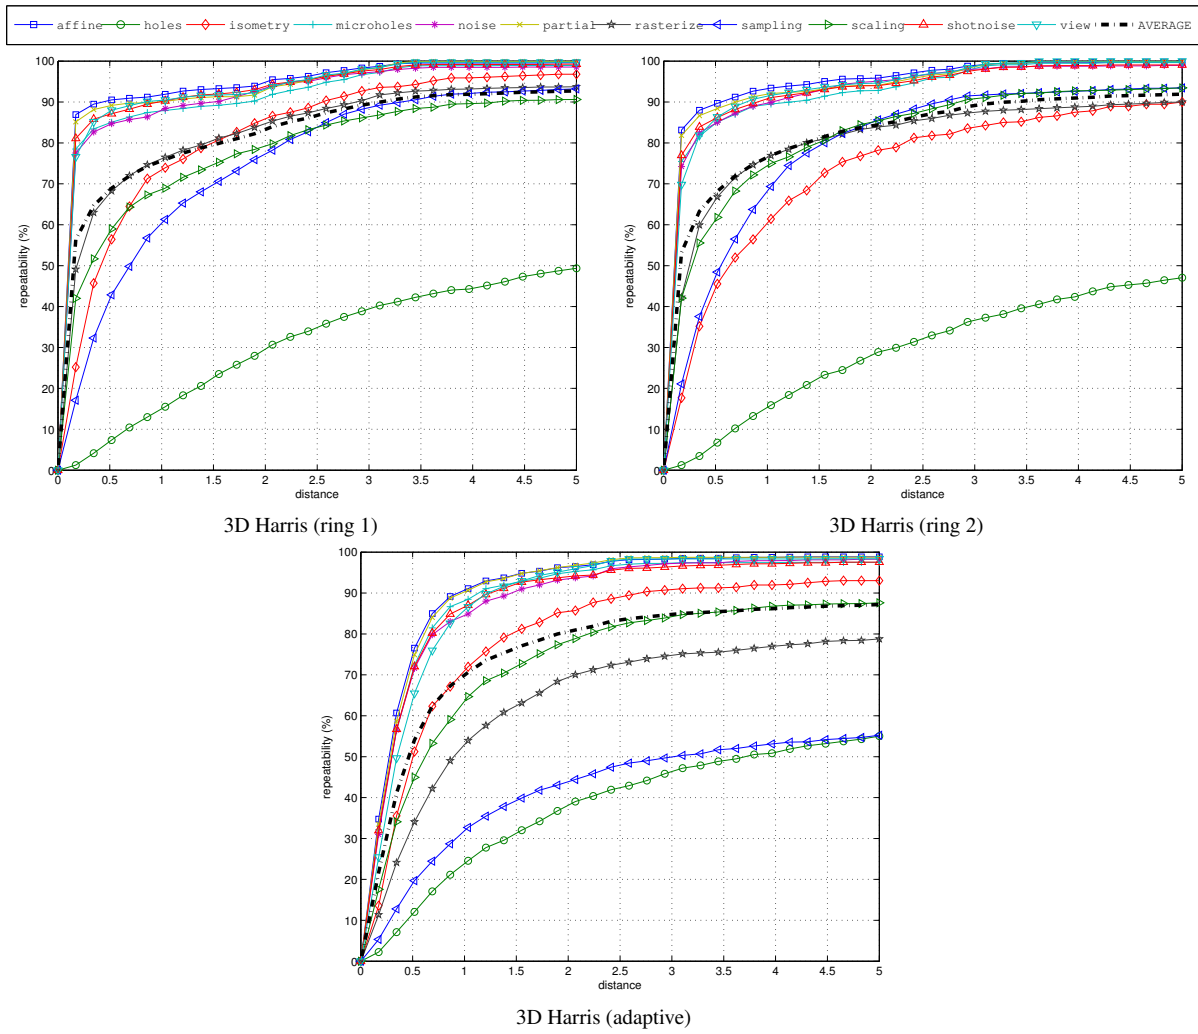 affine holes isometry microholes noise partial rasterize sampling scaling shotnoise view AVERAGE
100
90
80
70
60
50
40
30
20
10
0
repeatability (%)
0 0.5 1 1.5 2 2.5 3 3.5 4 4.5 5
distance
3D Harris (ring 1)
100
90
80
70
60
50
40
30
20
10
0
repeatability (%)
0 0.5 1 1.5 2 2.5 3 3.5 4 4.5 5
distance
3D Harris (ring 2)
100
90
80
70
60
50
40
30
20
10
0
repeatability (%)
0 0.5 1 1.5 2 2.5 3 3.5 4 4.5 5
distance
3D Harris (adaptive)